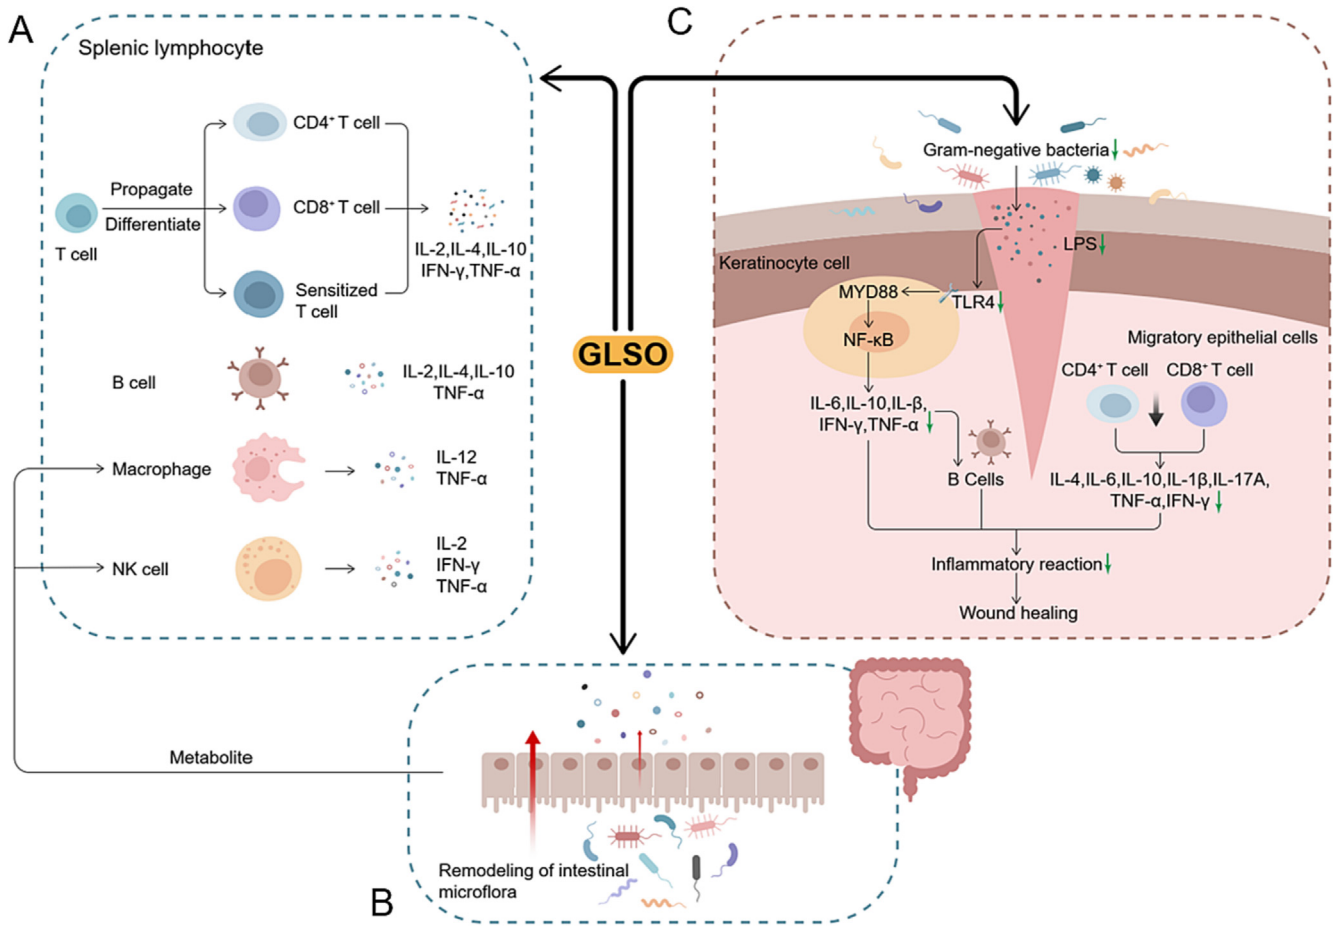 A
Splenic lymphocyte
T cell
Propagate
Differentiate
CD4⁺ T cell
CD8⁺ T cell
Sensitized
T cell
IL-2,IL-4,IL-10
IFN-γ,TNF-α
B cell
IL-2,IL-4,IL-10
TNF-α
Macrophage
IL-12
TNF-α
NK cell
IL-2
IFN-γ
TNF-α
Metabolite
GLSO
B
Remodeling of intestinal
microflora
C
Gram-negative bacteria
LPS
Keratinocyte cell
MYD88
TLR4
NF-κB
IL-6,IL-10,IL-β,
IFN-γ,TNF-α
B Cells
Migratory epithelial cells
CD4⁺ T cell
CD8⁺ T cell
IL-4,IL-6,IL-10,IL-1β,IL-17A,
TNF-α,IFN-γ
Inflammatory reaction
Wound healing